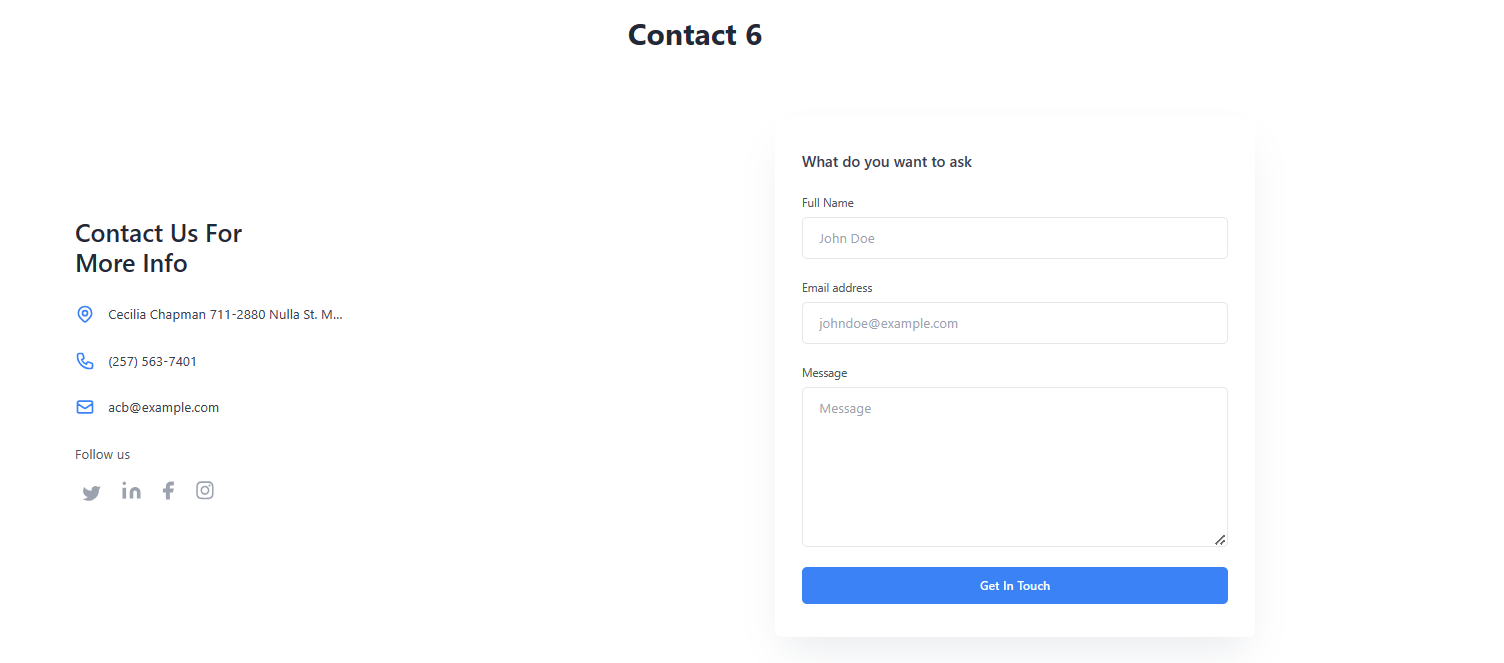 Contact 6
Contact Us For
More Info
Cecilia Chapman 711-2880 Nulla St. M...
(257) 563-7401
acb@example.com
Follow us
What do you want to ask
Full Name
John Doe
Email address
johndoe@example.com
Message
Message
Get In Touch